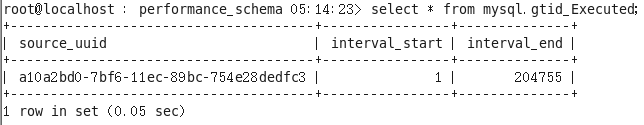 root@localhost : performance_schema 05:14:23> select * from mysql.gtid_Executed;
+--------------------------------------+----------------+--------------+
| source_uuid                          | interval_start | interval_end |
+--------------------------------------+----------------+--------------+
| a10a2bd0-7bf6-11ec-89bc-754e28dedfc3 |              1 |       204755 |
+--------------------------------------+----------------+--------------+
1 row in set (0.05 sec)